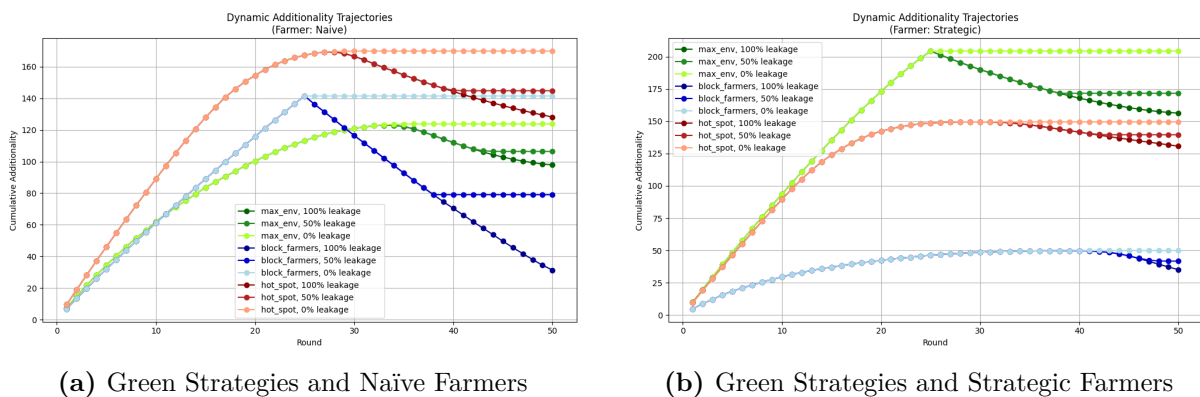 Dynamic Additionality Trajectories
(Farmer: Naive)
Cumulative Additionality
160
140
120
100
80
60
40
20
0
max_env, 100% leakage
max_env, 50% leakage
max_env, 0% leakage
block_farmers, 100% leakage
block_farmers, 50% leakage
block_farmers, 0% leakage
hot_spot, 100% leakage
hot_spot, 50% leakage
hot_spot, 0% leakage
0 10 20 30 40 50
Round
(a) Green Strategies and Naïve Farmers
Dynamic Additionality Trajectories
(Farmer: Strategic)
Cumulative Additionality
200
175
150
125
100
75
50
25
0
max_env, 100% leakage
max_env, 50% leakage
max_env, 0% leakage
block_farmers, 100% leakage
block_farmers, 50% leakage
block_farmers, 0% leakage
hot_spot, 100% leakage
hot_spot, 50% leakage
hot_spot, 0% leakage
0 10 20 30 40 50
Round
(b) Green Strategies and Strategic Farmers